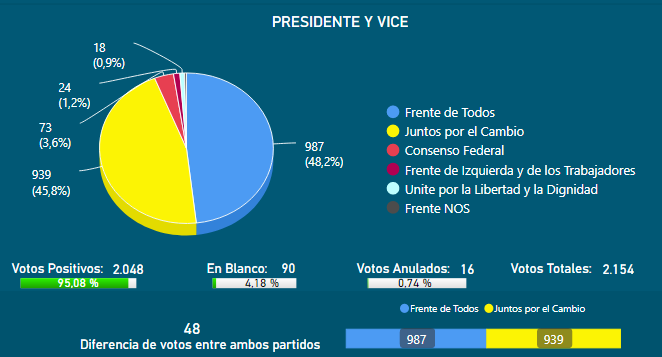 PRESIDENTE Y VICE
18
(0,9%)
24
(1,2%)
73
(3,6%)
939
(45,8%)
987
(48,2%)
Frente de Todos
Juntos por el Cambio
Consenso Federal
Frente de Izquierda y de los Trabajadores
Unite por la Libertad y la Dignidad
Frente NOS
Votos Positivos: 2.048
95,08 %
En Blanco: 90
4,18 %
Votos Anulados: 16
0,74 %
Votos Totales: 2.154
Frente de Todos Juntos por el Cambio
48
Diferencia de votos entre ambos partidos
987 939